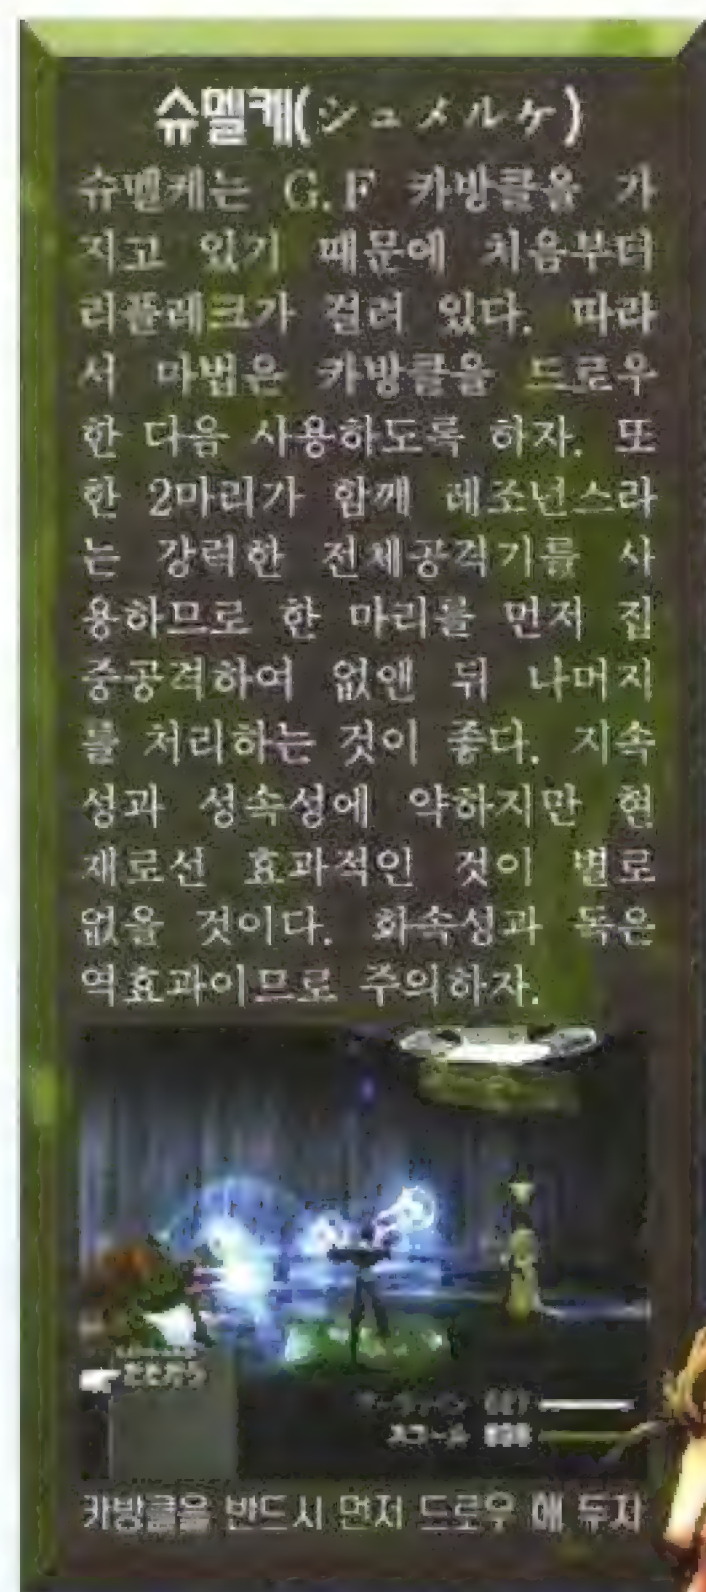 슈멜케(シュメルケ)
슈멜케는 G.F 카방클을 가
지고 있기 때문에 처음부터
리플레크가 걸려 있다. 따라
서 마법은 카방클을 드로우
한 다음 사용하도록 하자. 또
한 2마리가 함께 레조넌스라
는 강력한 전체공격기를 사
용하므로 한 마리를 먼저 집
중공격하여 없앤 뒤 나머지
를 처리하는 것이 좋다. 지속
성과 성속성에 약하지만 현
재로선 효과적인 것이 별로
없을 것이다. 화속성과 독은
역효과이므로 주의하자.
たたかう
スコール
카방클을 반드시 먼저 드로우 해 두자